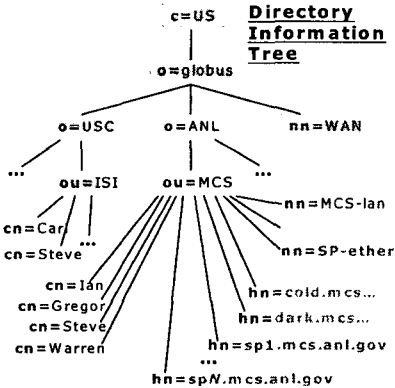 c=US
Directory
Information
Tree
o=globus
o=USC
o=ANL
nn=WAN
...
...
ou=ISI
ou=MCS
nn=MCS-lan
cn=Carl
...
cn=Steve
nn=SP-ether
cn=Ian
hn=cold.mcs...
cn=Gregor
hn=dark.mcs...
cn=Steve
cn=Warren
hn=sp1.mcs.anl.gov
...
hn=spN.mcs.anl.gov